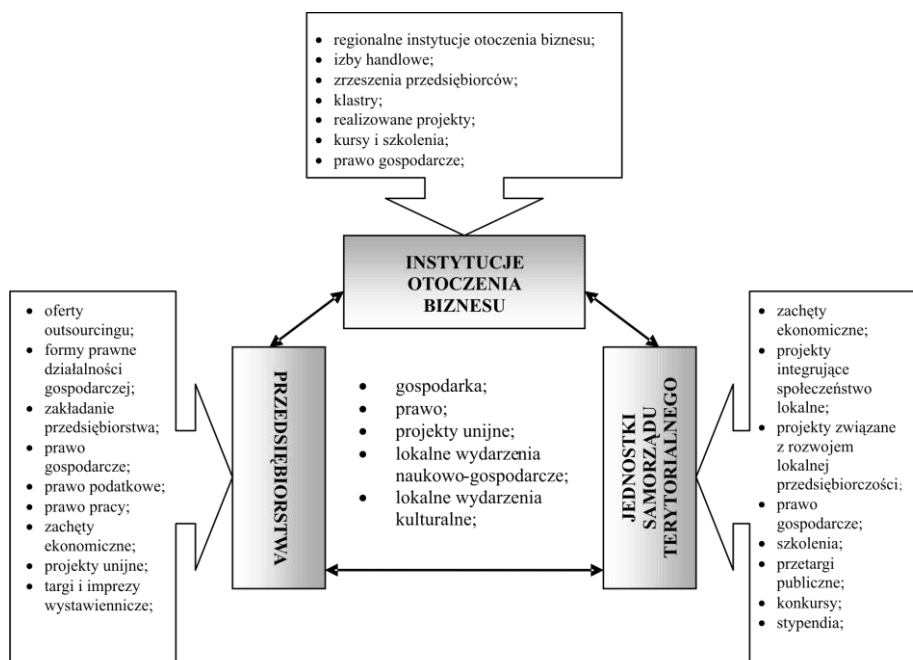 • regionalne instytucje otoczenia biznesu;
• izby handlowe;
• zrzeszenia przedsiębiorców;
• klastry;
• realizowane projekty;
• kursy i szkolenia;
• prawo gospodarcze;
INSTYTUCJE
OTOCZENIA
BIZNESU
• oferty
outsourcingu;
• formy prawne
działalności
gospodarczej;
• zakładanie
przedsiębiorstwa;
• prawo
gospodarcze;
• prawo podatkowe;
• prawo pracy;
• zachęty
ekonomiczne;
• projekty unijne;
• targi i imprezy
wystawiennicze;
PRZEDSIĘBIORSTWA
• gospodarka;
• prawo;
• projekty unijne;
• lokalne wydarzenia
naukowo-gospodarcze;
• lokalne wydarzenia
kulturalne;
JEDNOSTKI
SAMORZĄDU
TERYTORIALNEGO
• zachęty
ekonomiczne;
• projekty
integrujące
społeczeństwo
lokalne;
• projekty związane
z rozwojem
lokalnej
przedsiębiorczości;
• prawo
gospodarcze;
• szkolenia;
• przetargi
publiczne;
• konkursy;
• stypendia;